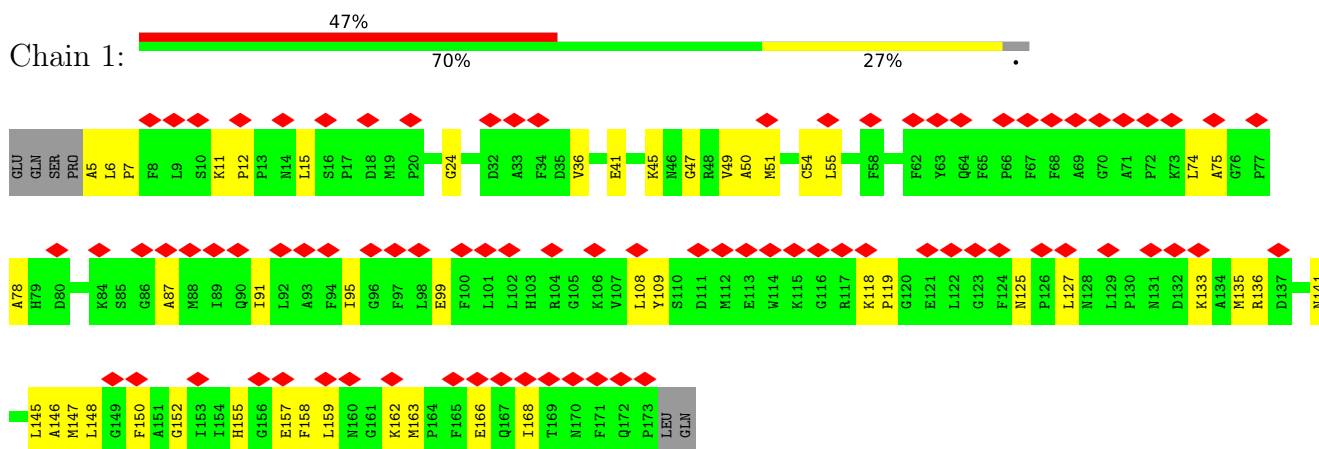 47%
Chain 1:
70% 27% •
GLU GLN SER PRO A5 L6 P7 F8 L9 S10 K11 P12 P13 N14 L15 S16 P17 D18 M19 P20 G24 D32 A33 F34 D35 V36 E41 K45 N46 G47 R48 V49 A50 M51 C54 L55 F58 F62 Y63 Q64 F65 P66 F67 F68 A69 G70 A71 P72 K73 L74 A75 G76 P77
A78 H79 D80 K84 S85 G86 A87 M88 I89 Q90 I91 L92 A93 F94 I95 G96 F97 L98 E99 F100 L101 L102 H103 R104 G105 K106 V107 L108 Y109 S110 D111 M112 E113 W114 K115 G116 R117 K118 P119 G120 E121 L122 G123 F124 N125 P126 L127 N128 L129 P130 N131 D132 K133 A134 M135 R136 D137 N141
L145 A146 M147 L148 G149 F150 A151 G152 I153 I154 H155 G156 E157 F158 L159 N160 G161 K162 M163 P164 F165 E166 Q167 I168 T169 N170 F171 Q172 P173 LEU GLN